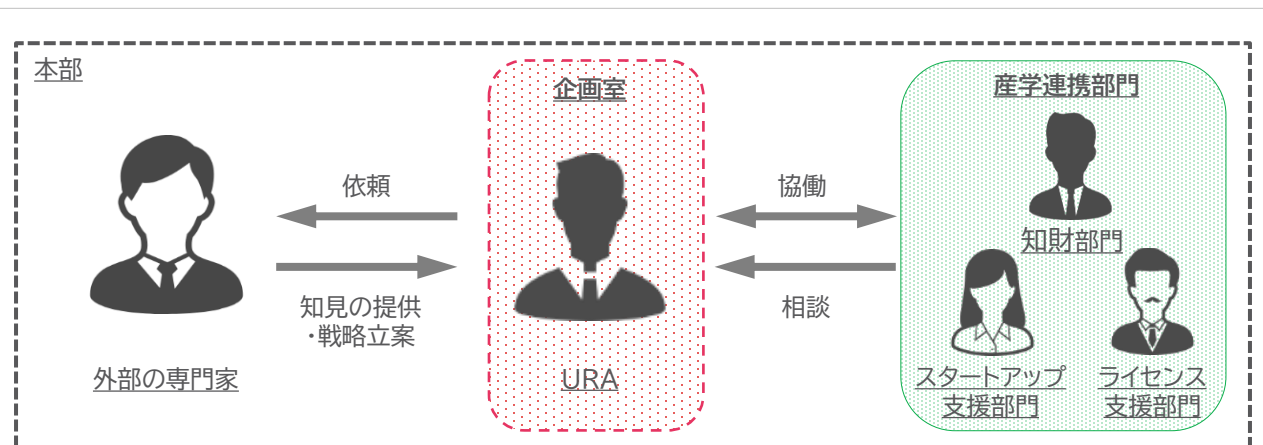 本部
企画室
産学連携部門
依頼
協働
知財部門
知見の提供
・戦略立案
相談
外部の専門家
URA
スタートアップ
支援部門
ライセンス
支援部門